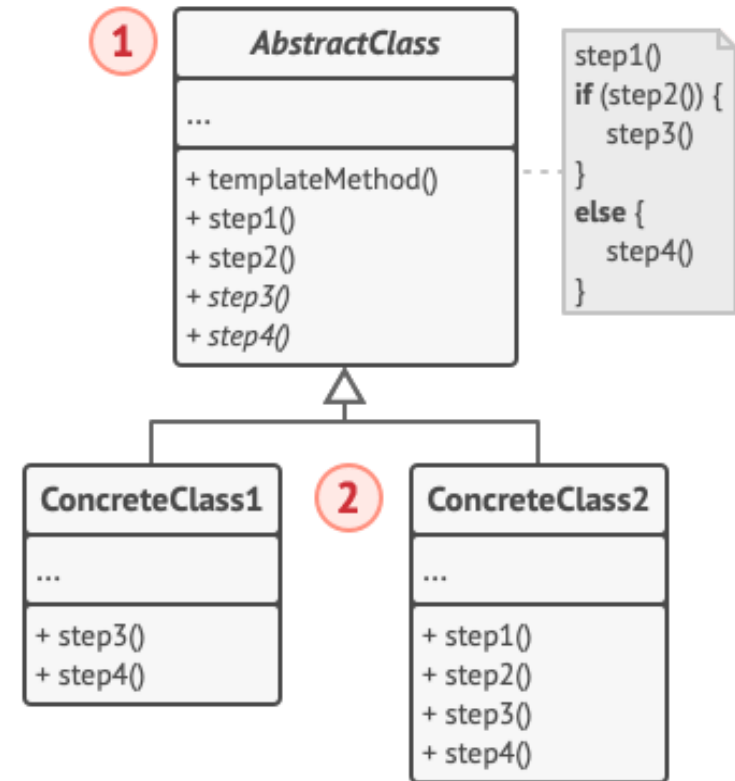 1
AbstractClass
...
+ templateMethod()
+ step1()
+ step2()
+ step3()
+ step4()
step1()
if (step2()) {
step3()
}
else {
step4()
}
ConcreteClass1
...
+ step3()
+ step4()
2
ConcreteClass2
...
+ step1()
+ step2()
+ step3()
+ step4()